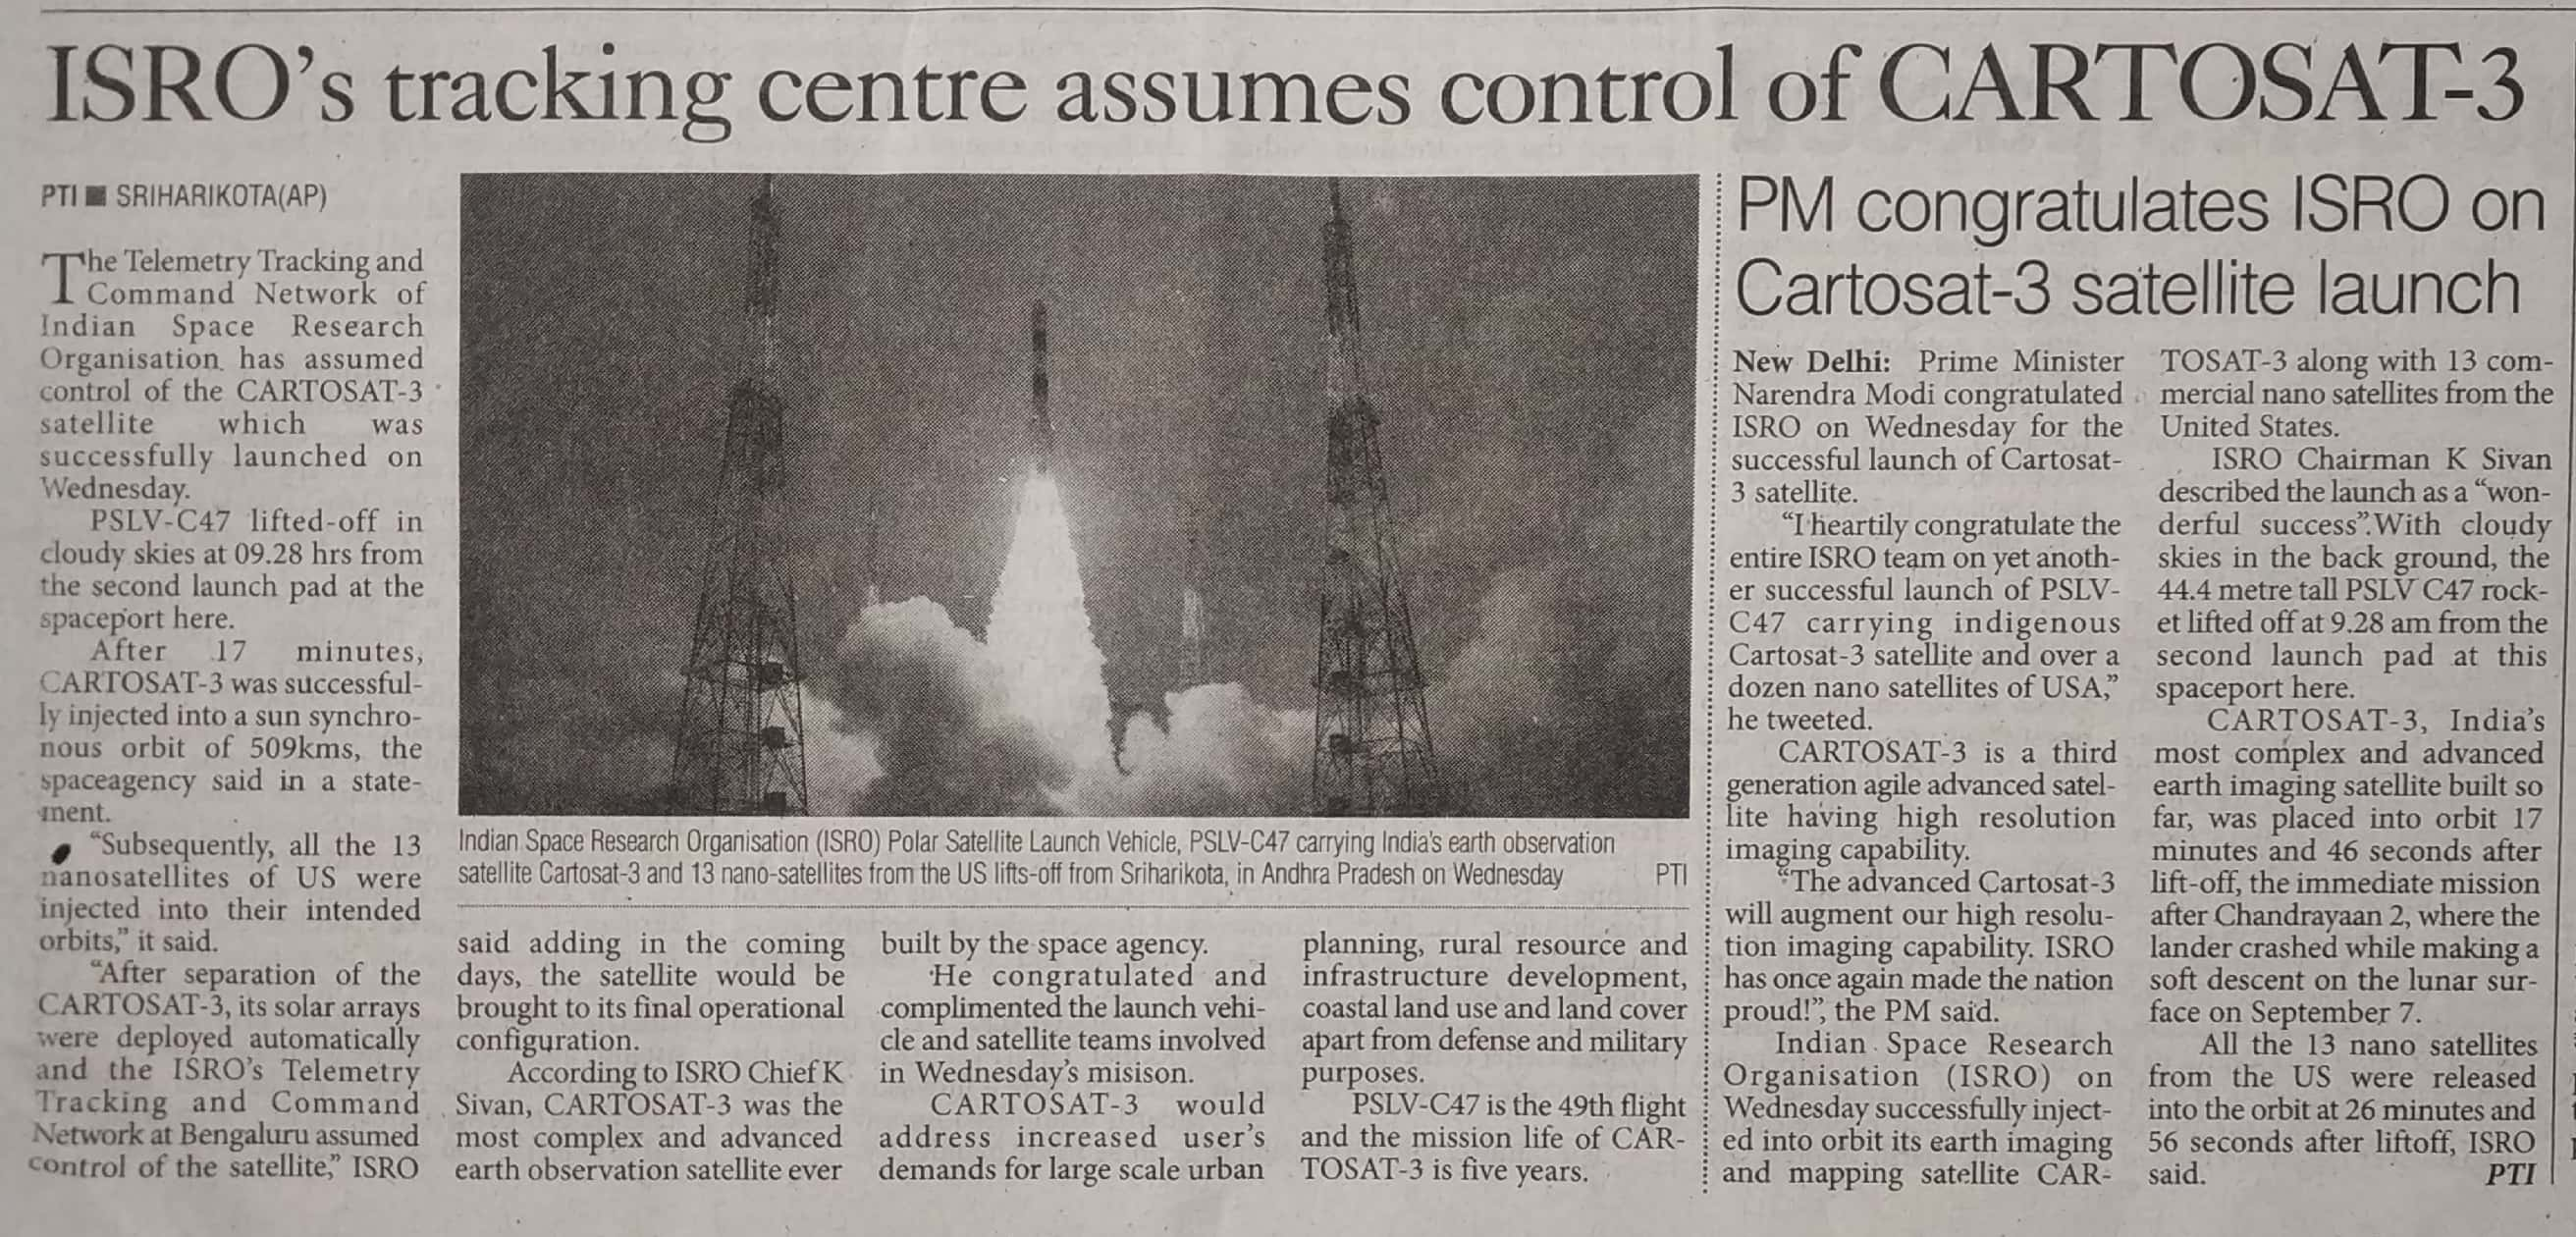 ISRO's tracking centre assumes control of CARTOSAT-3
PTI ■ SRIHARIKOTA(AP)
The Telemetry Tracking and
Command Network of
Indian Space Research
Organisation has assumed
control of the CARTOSAT-3
satellite which was
successfully launched on
Wednesday.
PSLV-C47 lifted-off in
cloudy skies at 09.28 hrs from
the second launch pad at the
spaceport here.
After 17 minutes,
CARTOSAT-3 was successful-
ly injected into a sun synchro-
nous orbit of 509kms, the
spaceagency said in a state-
ment.
“Subsequently, all the 13
nanosatellites of US were
injected into their intended
orbits,” it said.
“After separation of the
CARTOSAT-3, its solar arrays
were deployed automatically
and the ISRO's Telemetry
Tracking and Command
Network at Bengaluru assumed
control of the satellite,” ISRO
Indian Space Research Organisation (ISRO) Polar Satellite Launch Vehicle, PSLV-C47 carrying India's earth observation
satellite Cartosat-3 and 13 nano-satellites from the US lifts-off from Sriharikota, in Andhra Pradesh on Wednesday PTI
said adding in the coming
days, the satellite would be
brought to its final operational
configuration.
According to ISRO Chief K
Sivan, CARTOSAT-3 was the
most complex and advanced
earth observation satellite ever
built by the space agency.
He congratulated and
complimented the launch vehi-
cle and satellite teams involved
in Wednesday's misison.
CARTOSAT-3 would
address increased user's
demands for large scale urban
planning, rural resource and
infrastructure development,
coastal land use and land cover
apart from defense and military
purposes.
PSLV-C47 is the 49th flight
and the mission life of CAR-
TOSAT-3 is five years.
PM congratulates ISRO on
Cartosat-3 satellite launch
New Delhi: Prime Minister
Narendra Modi congratulated
ISRO on Wednesday for the
successful launch of Cartosat-
3 satellite.
“I heartily congratulate the
entire ISRO team on yet anoth-
er successful launch of PSLV-
C47 carrying indigenous
Cartosat-3 satellite and over a
dozen nano satellites of USA,”
he tweeted.
CARTOSAT-3 is a third
generation agile advanced satel-
lite having high resolution
imaging capability.
“The advanced Cartosat-3
will augment our high resolu-
tion imaging capability. ISRO
has once again made the nation
proud!”, the PM said.
Indian Space Research
Organisation (ISRO) on
Wednesday successfully inject-
ed into orbit its earth imaging
and mapping satellite CAR-
TOSAT-3 along with 13 com-
mercial nano satellites from the
United States.
ISRO Chairman K Sivan
described the launch as a “won-
derful success”.With cloudy
skies in the back ground, the
44.4 metre tall PSLV C47 rock-
et lifted off at 9.28 am from the
second launch pad at this
spaceport here.
CARTOSAT-3, India's
most complex and advanced
earth imaging satellite built so
far, was placed into orbit 17
minutes and 46 seconds after
lift-off, the immediate mission
after Chandrayaan 2, where the
lander crashed while making a
soft descent on the lunar sur-
face on September 7.
All the 13 nano satellites
from the US were released
into the orbit at 26 minutes and
56 seconds after liftoff, ISRO
said. PTI